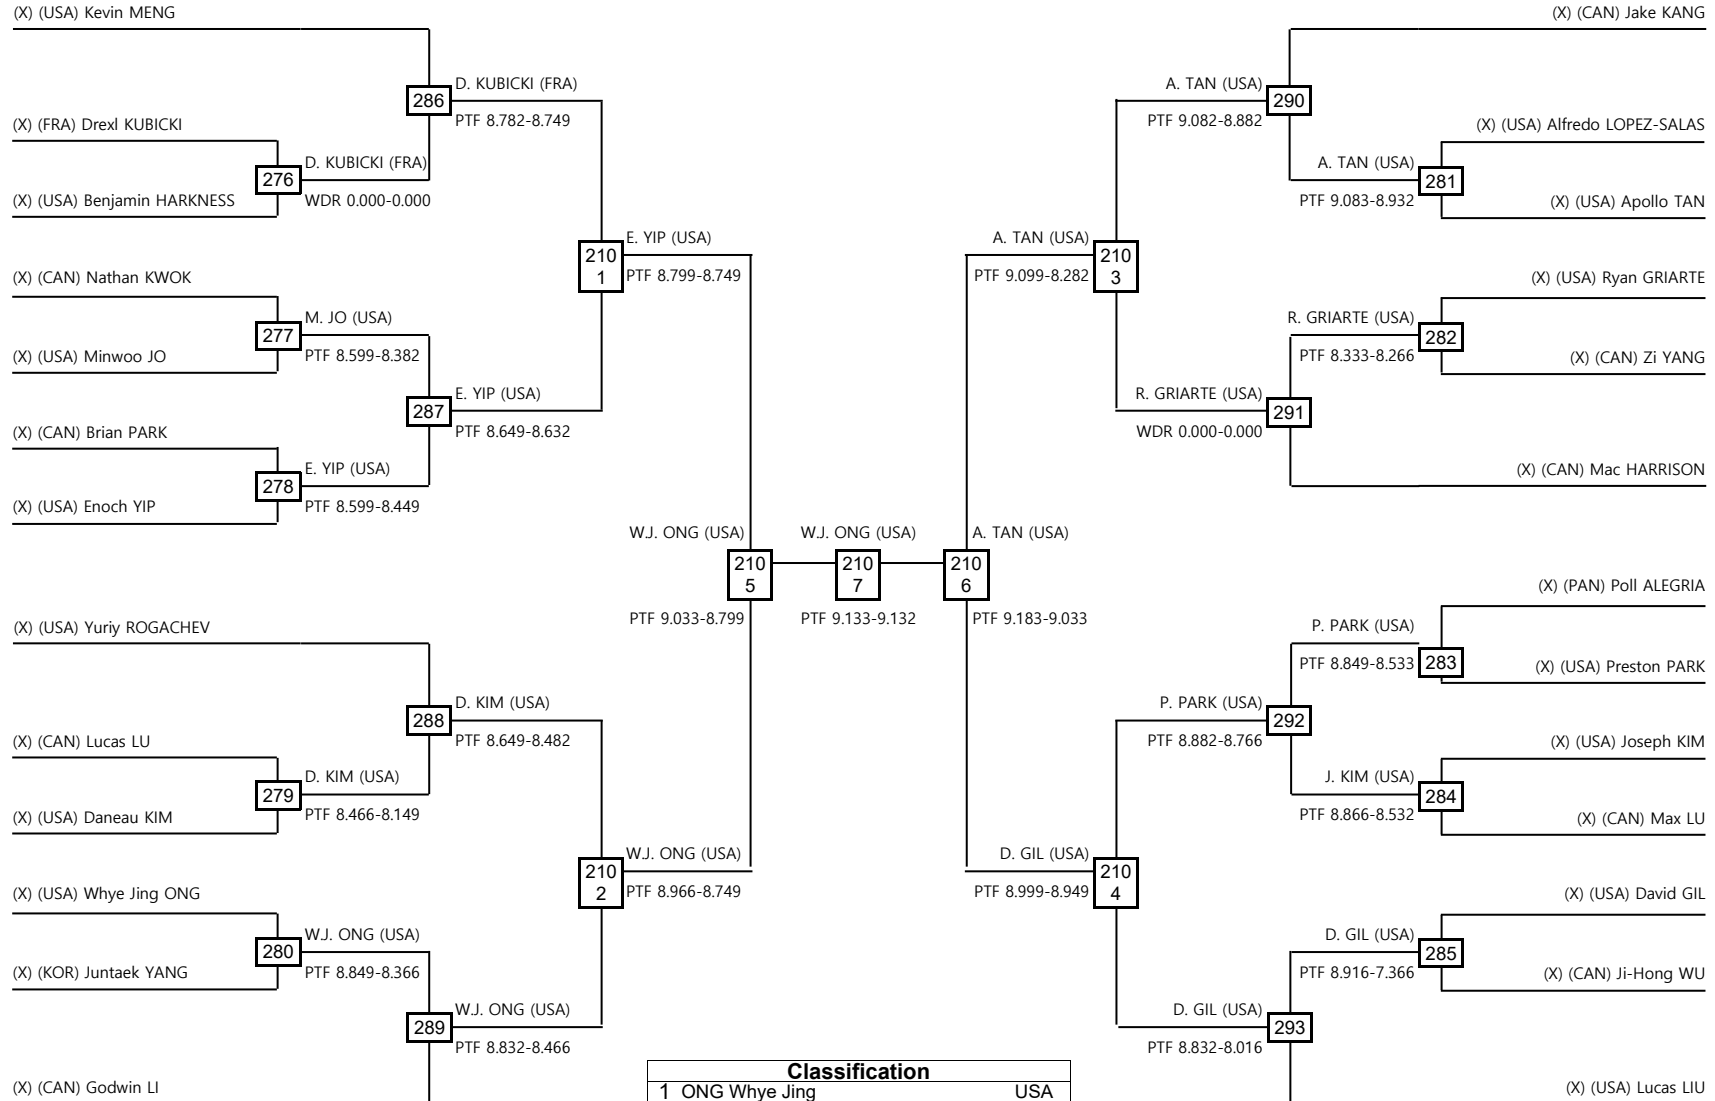 (X) (USA) Kevin MENG
(X) (CAN) Jake KANG
D. KUBICKI (FRA)
A. TAN (USA)
286
290
PTF 8.782-8.749
PTF 9.082-8.882
(X) (FRA) Drexl KUBICKI
(X) (USA) Alfredo LOPEZ-SALAS
D. KUBICKI (FRA)
A. TAN (USA)
276
281
(X) (USA) Benjamin HARKNESS
WDR 0.000-0.000
PTF 9.083-8.932
(X) (USA) Apollo TAN
E. YIP (USA)
A. TAN (USA)
210
1
210
3
PTF 8.799-8.749
PTF 9.099-8.282
(X) (CAN) Nathan KWOK
(X) (USA) Ryan GRIARTE
M. JO (USA)
R. GRIARTE (USA)
277
282
(X) (USA) Minwoo JO
PTF 8.599-8.382
PTF 8.333-8.266
(X) (CAN) Zi YANG
E. YIP (USA)
R. GRIARTE (USA)
287
291
PTF 8.649-8.632
WDR 0.000-0.000
(X) (CAN) Brian PARK
E. YIP (USA)
(X) (CAN) Mac HARRISON
278
(X) (USA) Enoch YIP
PTF 8.599-8.449
W.J. ONG (USA)
W.J. ONG (USA)
A. TAN (USA)
210
5
210
7
210
6
PTF 9.033-8.799
PTF 9.133-9.132
PTF 9.183-9.033
(X) (PAN) Poll ALEGRIA
(X) (USA) Yuriy ROGACHEV
P. PARK (USA)
283
PTF 8.849-8.533
(X) (USA) Preston PARK
D. KIM (USA)
P. PARK (USA)
288
292
PTF 8.649-8.482
PTF 8.882-8.766
(X) (CAN) Lucas LU
(X) (USA) Joseph KIM
D. KIM (USA)
J. KIM (USA)
279
284
(X) (USA) Daneau KIM
PTF 8.466-8.149
PTF 8.866-8.532
(X) (CAN) Max LU
W.J. ONG (USA)
D. GIL (USA)
210
2
210
4
PTF 8.966-8.749
PTF 8.999-8.949
(X) (USA) Whye Jing ONG
(X) (USA) David GIL
W.J. ONG (USA)
D. GIL (USA)
280
285
(X) (KOR) Juntaek YANG
PTF 8.849-8.366
PTF 8.916-7.366
(X) (CAN) Ji-Hong WU
W.J. ONG (USA)
D. GIL (USA)
289
293
PTF 8.832-8.466
PTF 8.832-8.016
Classification
(X) (CAN) Godwin LI
1 ONG Whye Jing USA
(X) (USA) Lucas LIU